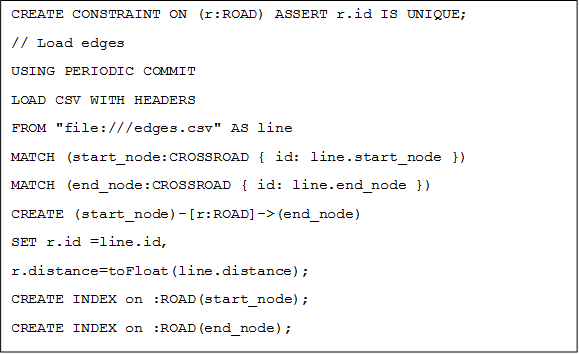 CREATE CONSTRAINT ON (r:ROAD) ASSERT r.id IS UNIQUE;
// Load edges
USING PERIODIC COMMIT
LOAD CSV WITH HEADERS
FROM "file:///edges.csv" AS line
MATCH (start_node:CROSSROAD { id: line.start_node })
MATCH (end_node:CROSSROAD { id: line.end_node })
CREATE (start_node)-[r:ROAD]->(end_node)
SET r.id =line.id,
r.distance=toFloat(line.distance);
CREATE INDEX on :ROAD(start_node);
CREATE INDEX on :ROAD(end_node);